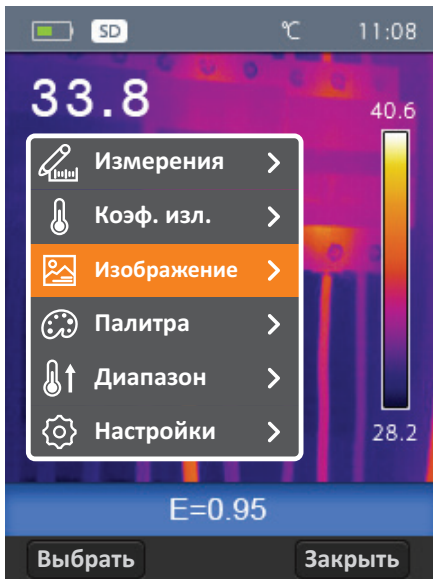 SD ℃ 11:08
33.8
40.6
Измерения
Коэф. изл.
Изображение
Палитра
Диапазон
Настройки
28.2
E=0.95
Выбрать Закрыть